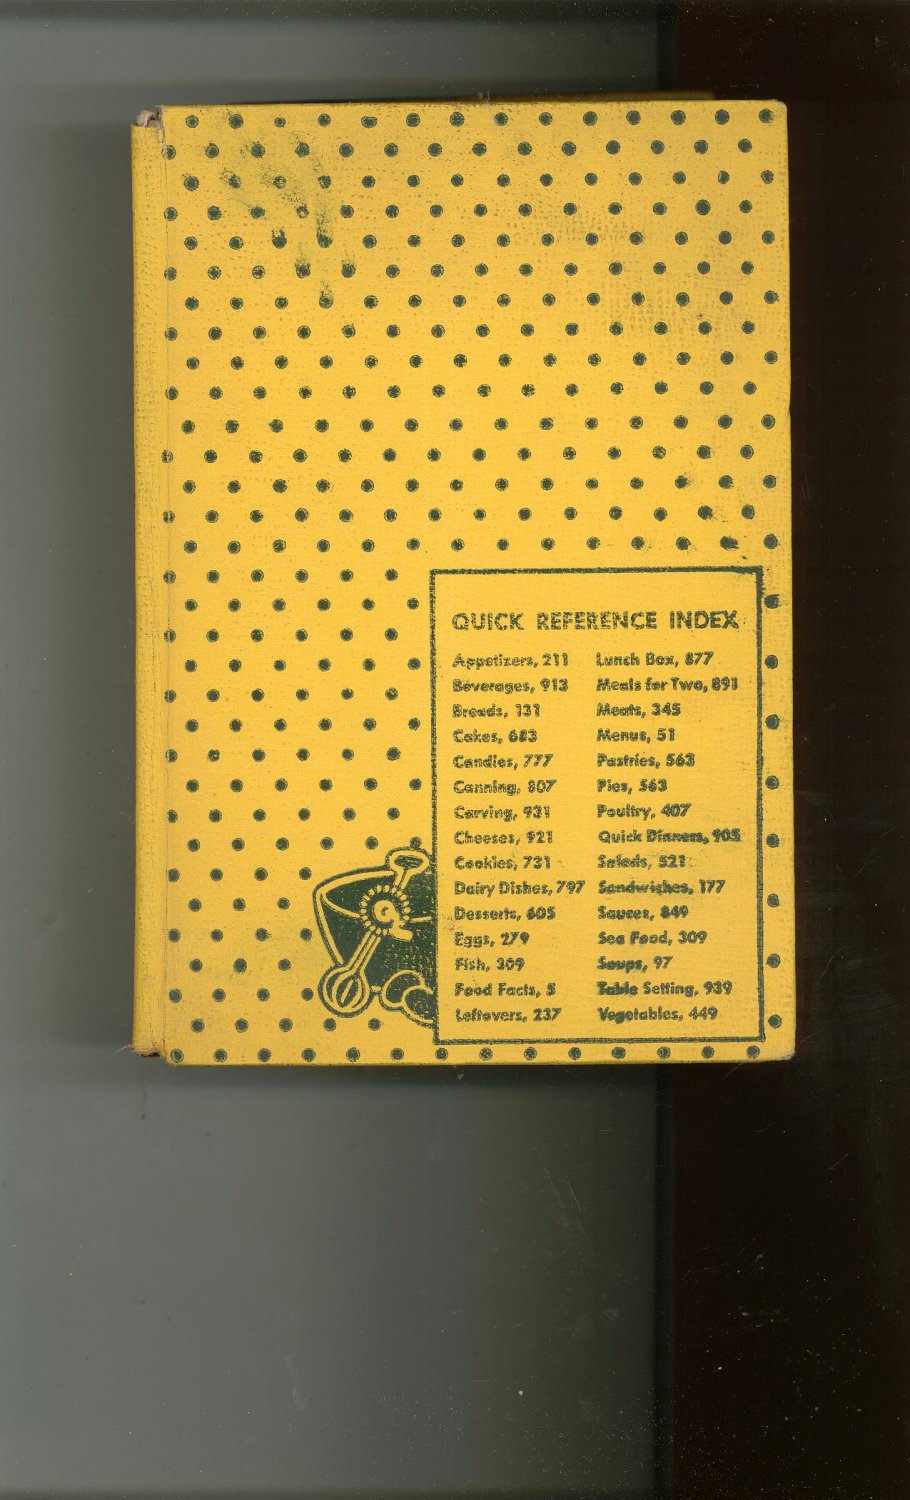 QUICK REFERENCE INDEX
Appetizers, 211
Beverages, 913
Breads, 131
Cakes, 683
Candies, 777
Canning, 807
Carving, 931
Cheeses, 921
Cookies, 731
Dairy Dishes, 797
Desserts, 605
Eggs, 279
Fish, 309
Food Facts, 5
Leftovers, 237
Lunch Box, 877
Meals for Two, 891
Meats, 345
Menus, 51
Pastries, 563
Pies, 563
Poultry, 407
Quick Dinners, 905
Salads, 521
Sandwiches, 177
Sauces, 849
Sea Food, 309
Soups, 97
Table Setting, 939
Vegetables, 449